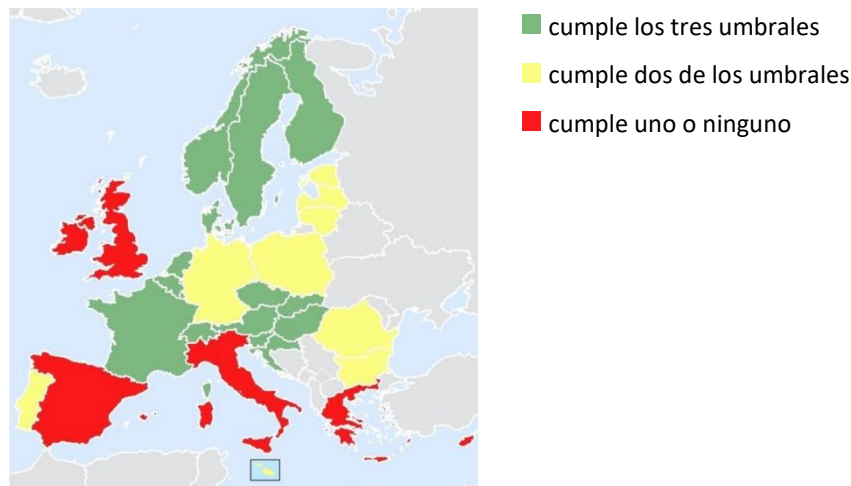 cumple los tres umbrales
cumple dos de los umbrales
cumple uno o ninguno